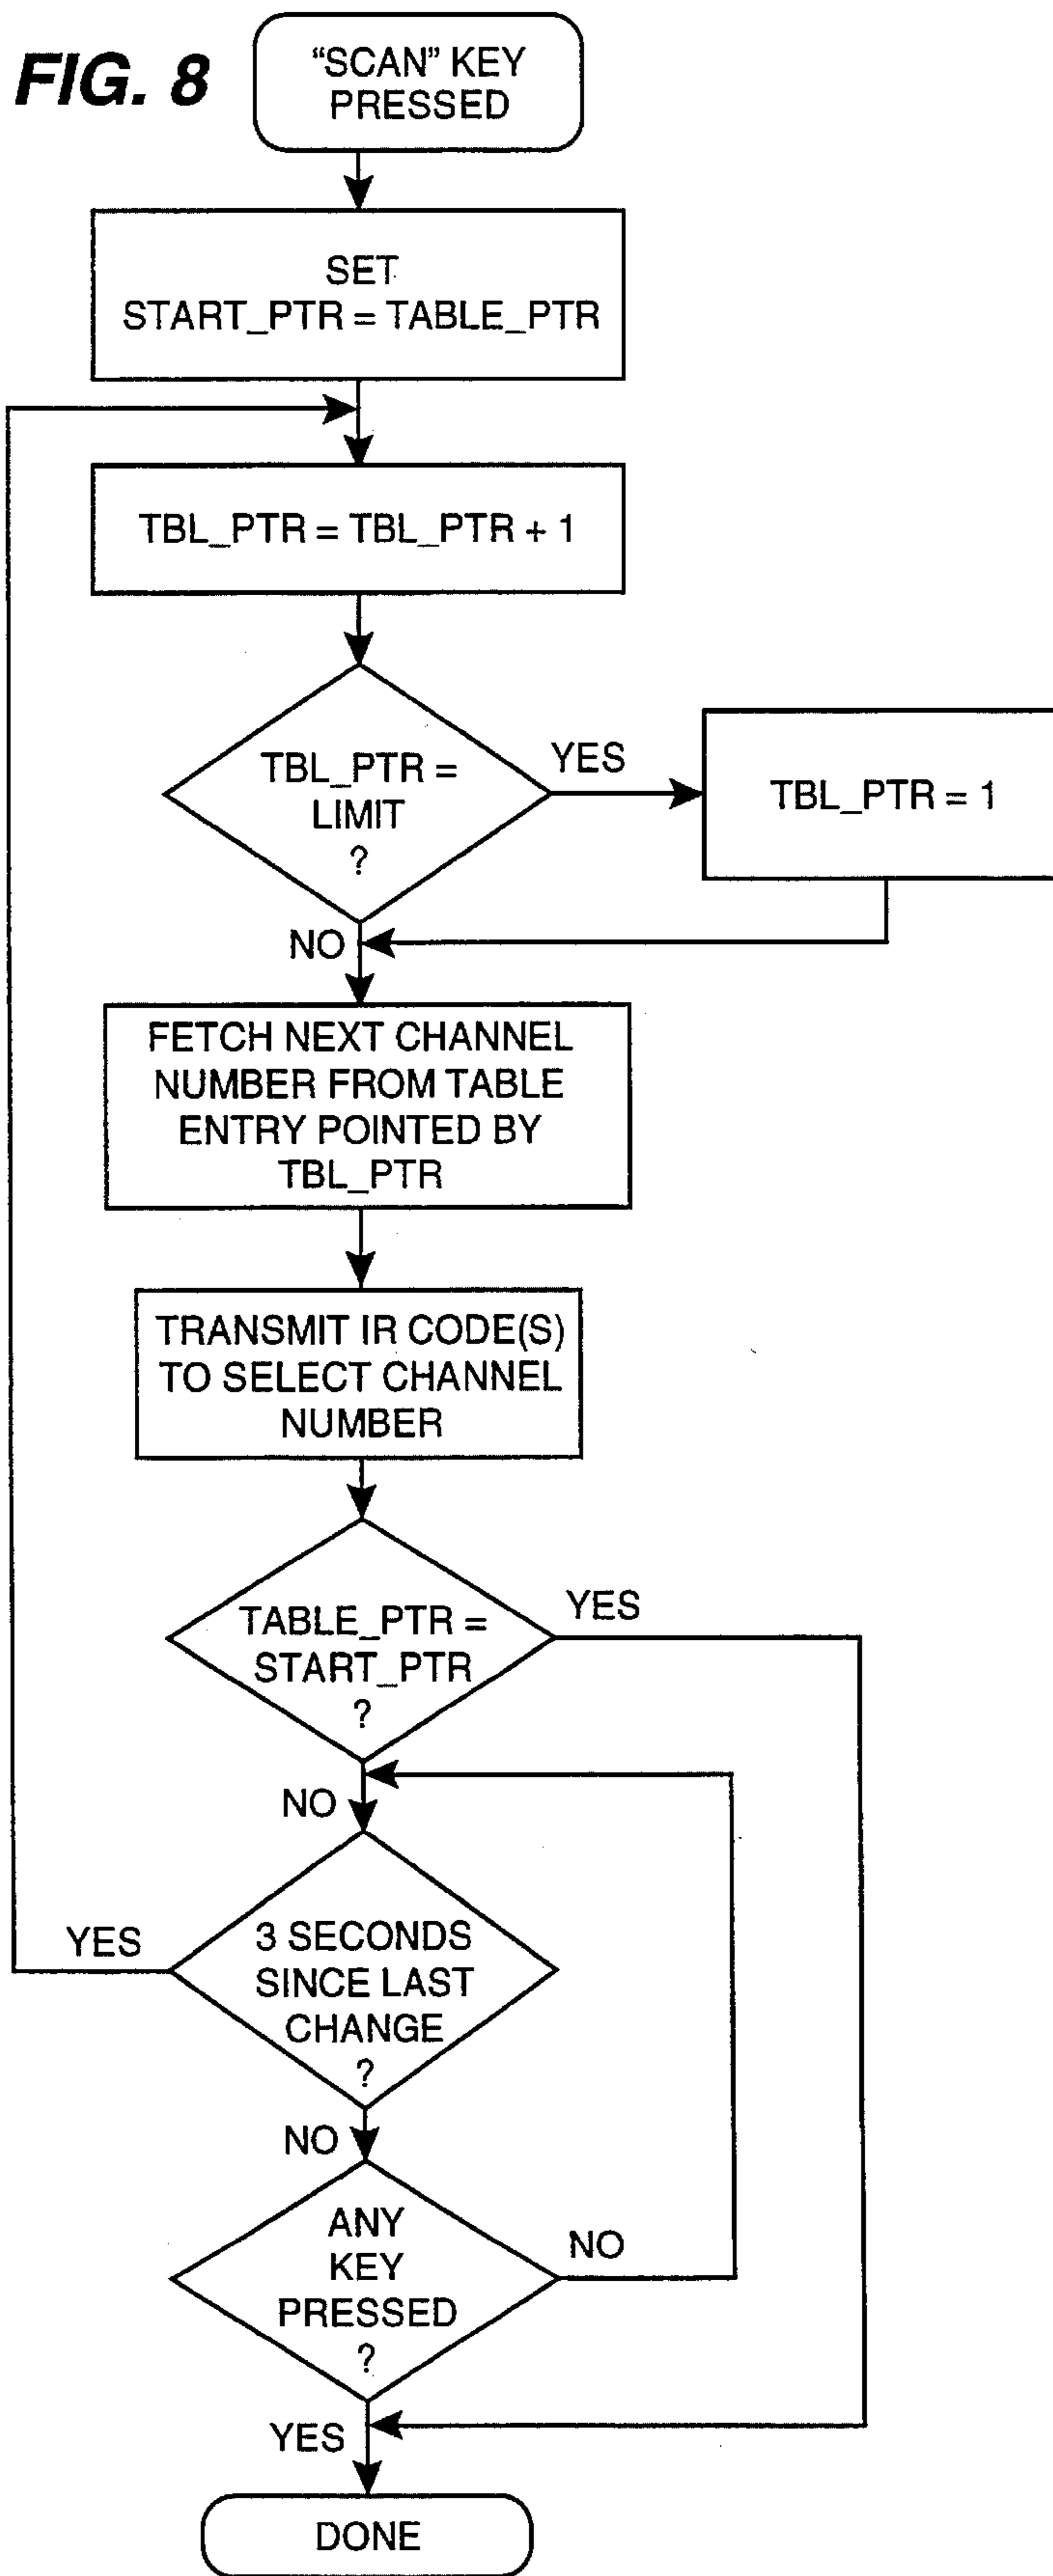 FIG. 8
"SCAN" KEY
PRESSED
SET
START_PTR = TABLE_PTR
TBL_PTR = TBL_PTR + 1
TBL_PTR =
LIMIT
?
YES
TBL_PTR = 1
NO
FETCH NEXT CHANNEL
NUMBER FROM TABLE
ENTRY POINTED BY
TBL_PTR
TRANSMIT IR CODE(S)
TO SELECT CHANNEL
NUMBER
TABLE_PTR =
START_PTR
?
YES
NO
3 SECONDS
SINCE LAST
CHANGE
?
YES
NO
ANY
KEY
PRESSED
?
NO
YES
DONE